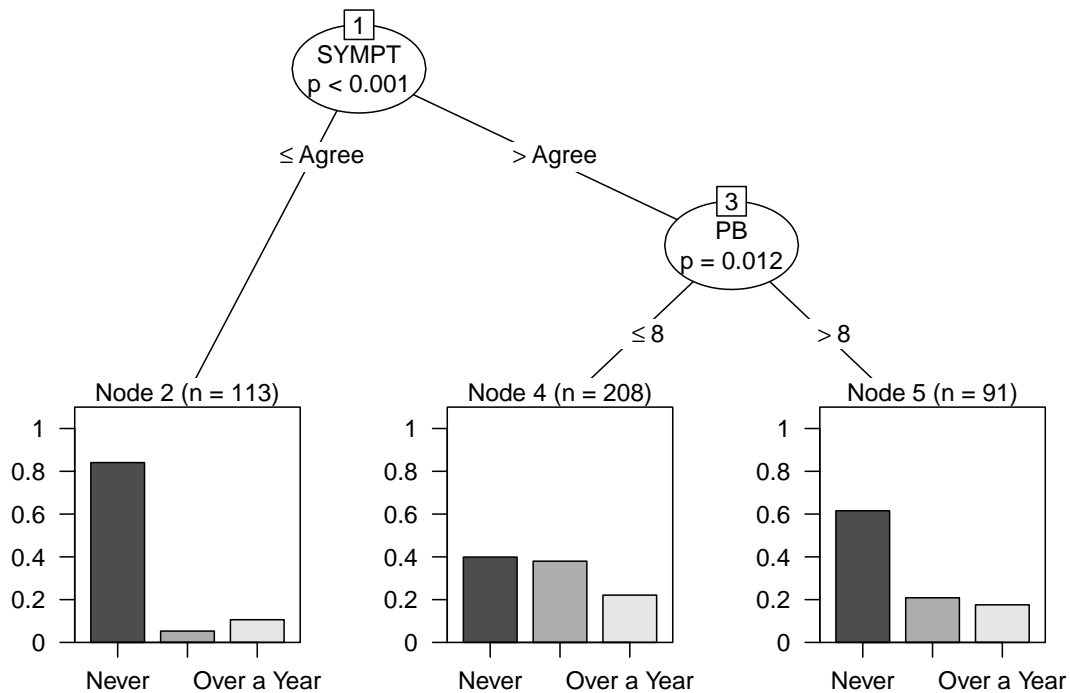 1
SYMPT
p < 0.001
≤ Agree
> Agree
3
PB
p = 0.012
≤ 8
> 8
Node 2 (n = 113)
1
0.8
0.6
0.4
0.2
0
Never
Over a Year
Node 4 (n = 208)
1
0.8
0.6
0.4
0.2
0
Never
Over a Year
Node 5 (n = 91)
1
0.8
0.6
0.4
0.2
0
Never
Over a Year